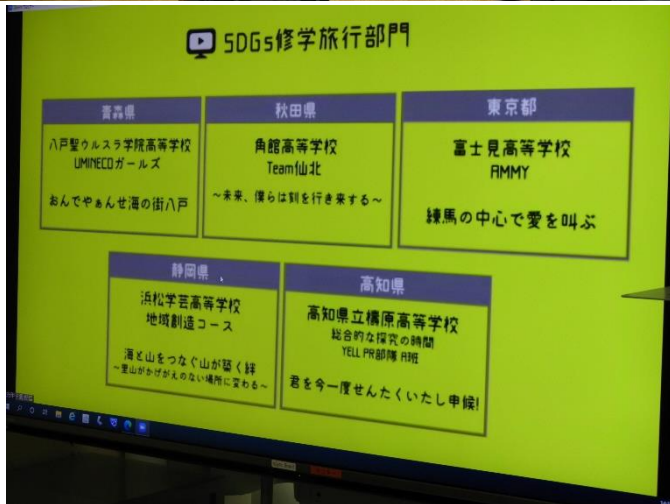 SDGs修学旅行部門
青森県
八戸聖ウルスラ学院高等学校
UMINECOガールズ
おんでやぁんせ海の街八戸
秋田県
角館高等学校
Team仙北
～未来、僕らは刻を行き来する～
東京都
富士見高等学校
AMMY
練馬の中心で愛を叫ぶ
静岡県
浜松学芸高等学校
地域創造コース
海と山をつなぐ山が築く絆
～里山がかけがえのない場所に変わる～
高知県
高知県立檮原高等学校
総合的な探究の時間
YELL PR部隊 A班
君を今一度せんたくいたし申候!